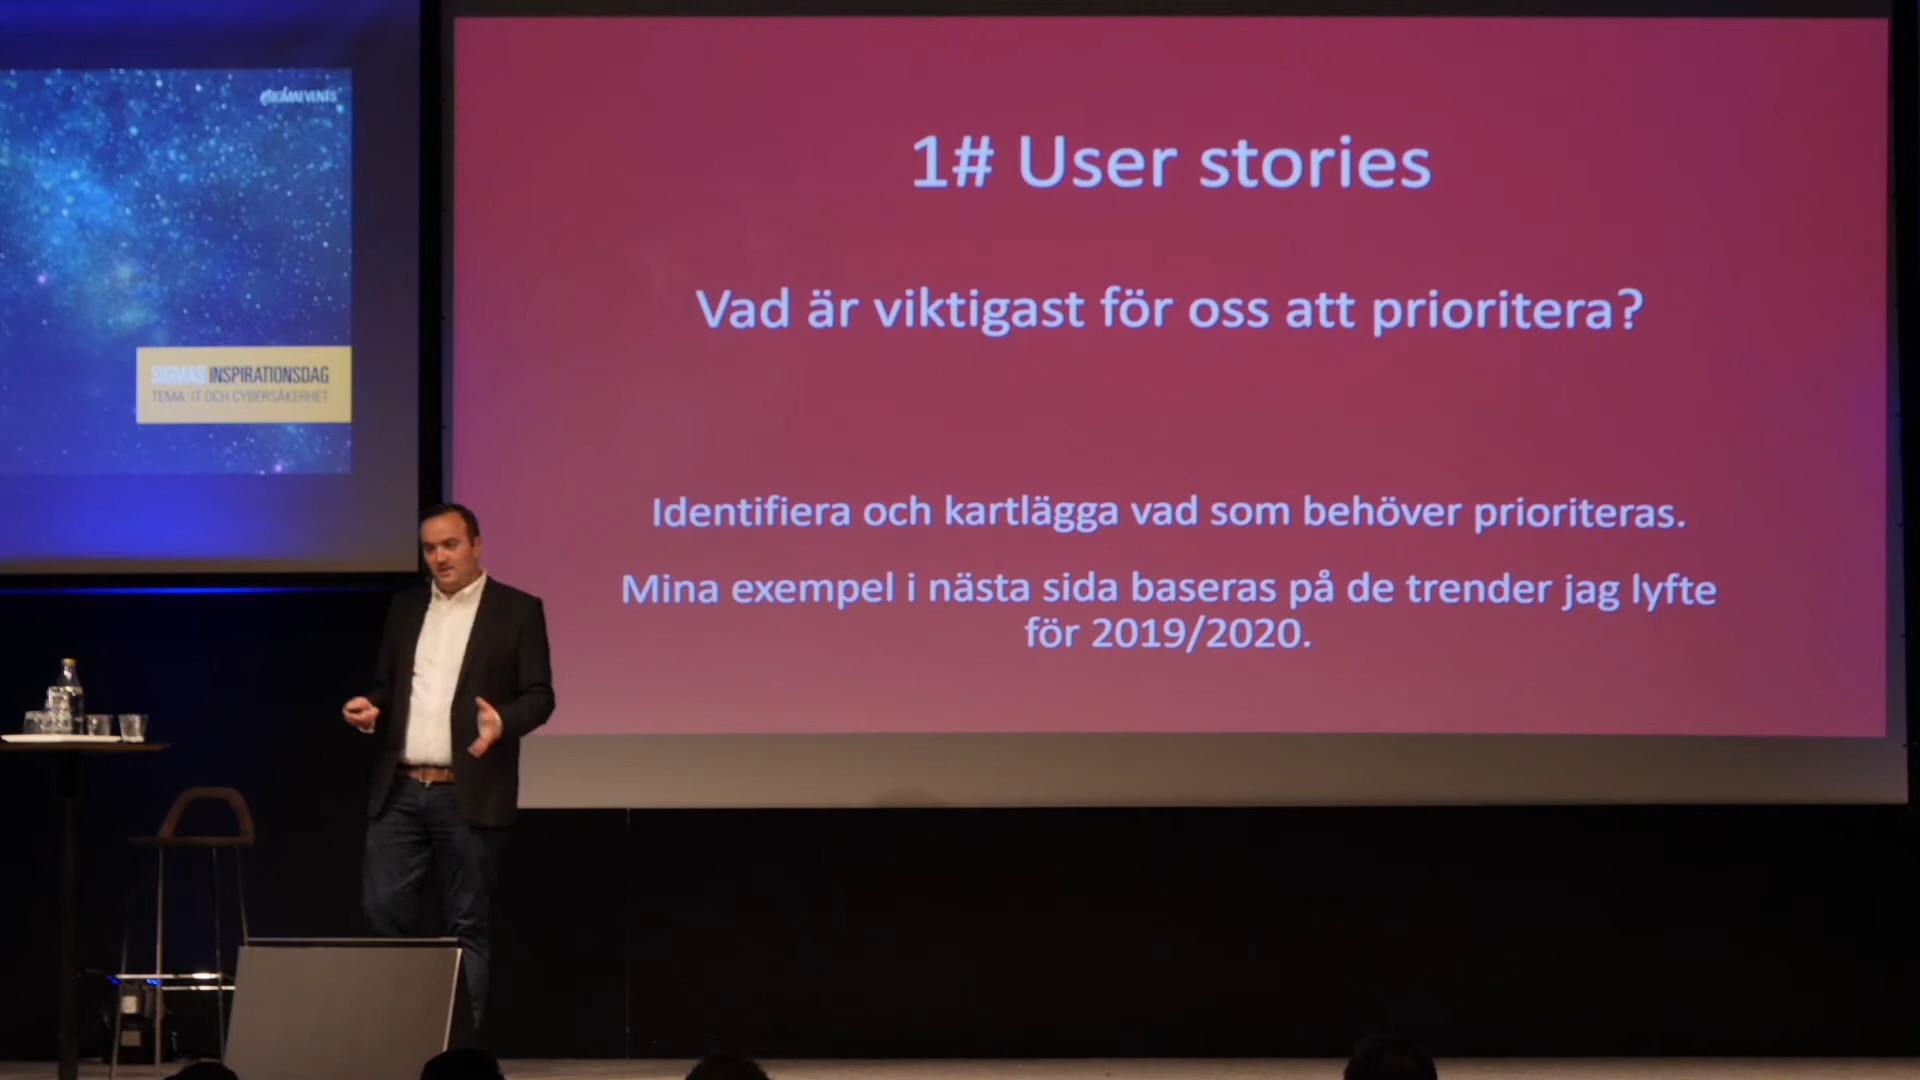 #SIGMAEVENTS
SIGMAS INSPIRATIONSDAG
TEMA: IT OCH CYBERSÄKERHET
1# User stories
Vad är viktigast för oss att prioritera?
Identifiera och kartlägga vad som behöver prioriteras.
Mina exempel i nästa sida baseras på de trender jag lyfte
för 2019/2020.